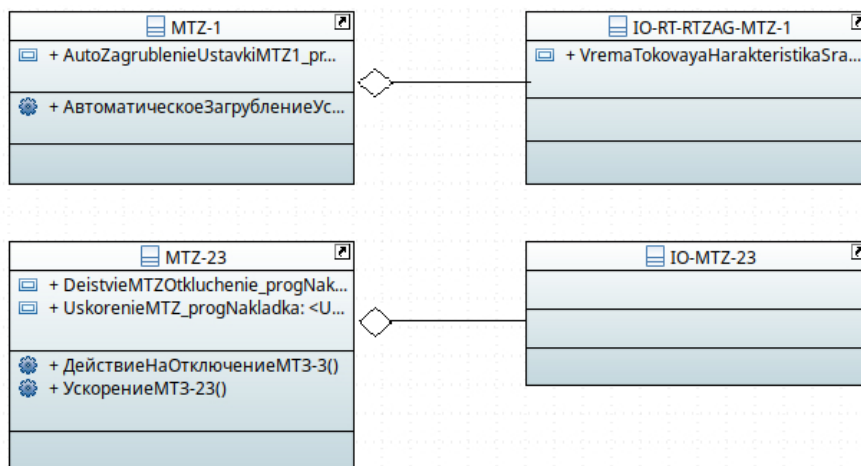 MTZ-1
+ AutoZagrublenieUstavkiMTZ1_pr...
+ АвтоматическоеЗагрублениеУс...
IO-RT-RTZAG-MTZ-1
+ VremaTokovayaHarakteristikaSra...
MTZ-23
+ DeistvieMTZOtkluchenie_progNak...
+ UskorenieMTZ_progNakladka: <U...
+ ДействиеНаОтключениеМТЗ-3()
+ УскорениеМТЗ-23()
IO-MTZ-23